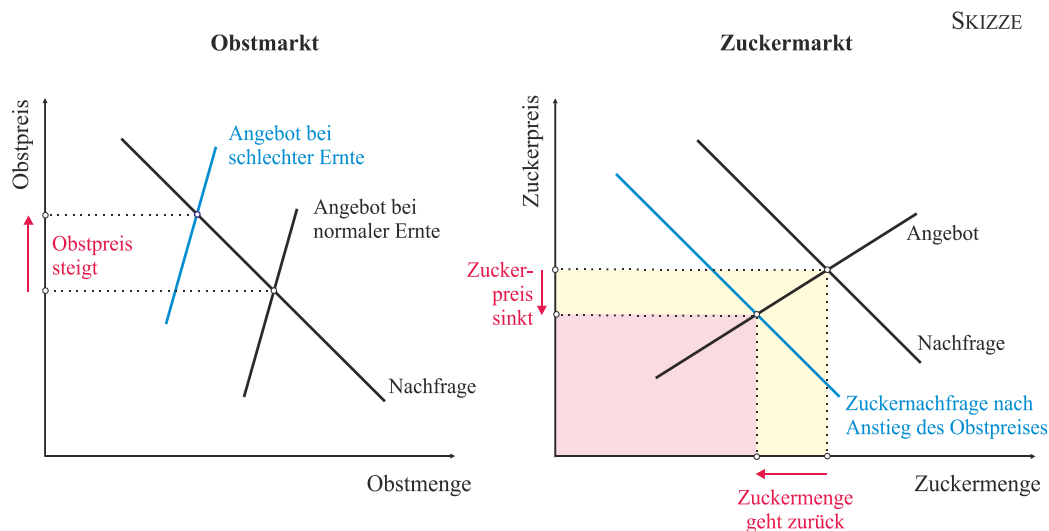 SKIZZE
Obstmarkt
Zuckermarkt
Obstpreis
Angebot bei
schlechter Ernte
Angebot bei
normaler Ernte
Obstpreis
steigt
Nachfrage
Obstmenge
Zuckerpreis
Angebot
Zucker-
preis
sinkt
Nachfrage
Zuckernachfrage nach
Anstieg des Obstpreises
Zuckermenge
Zuckermenge
geht zurück